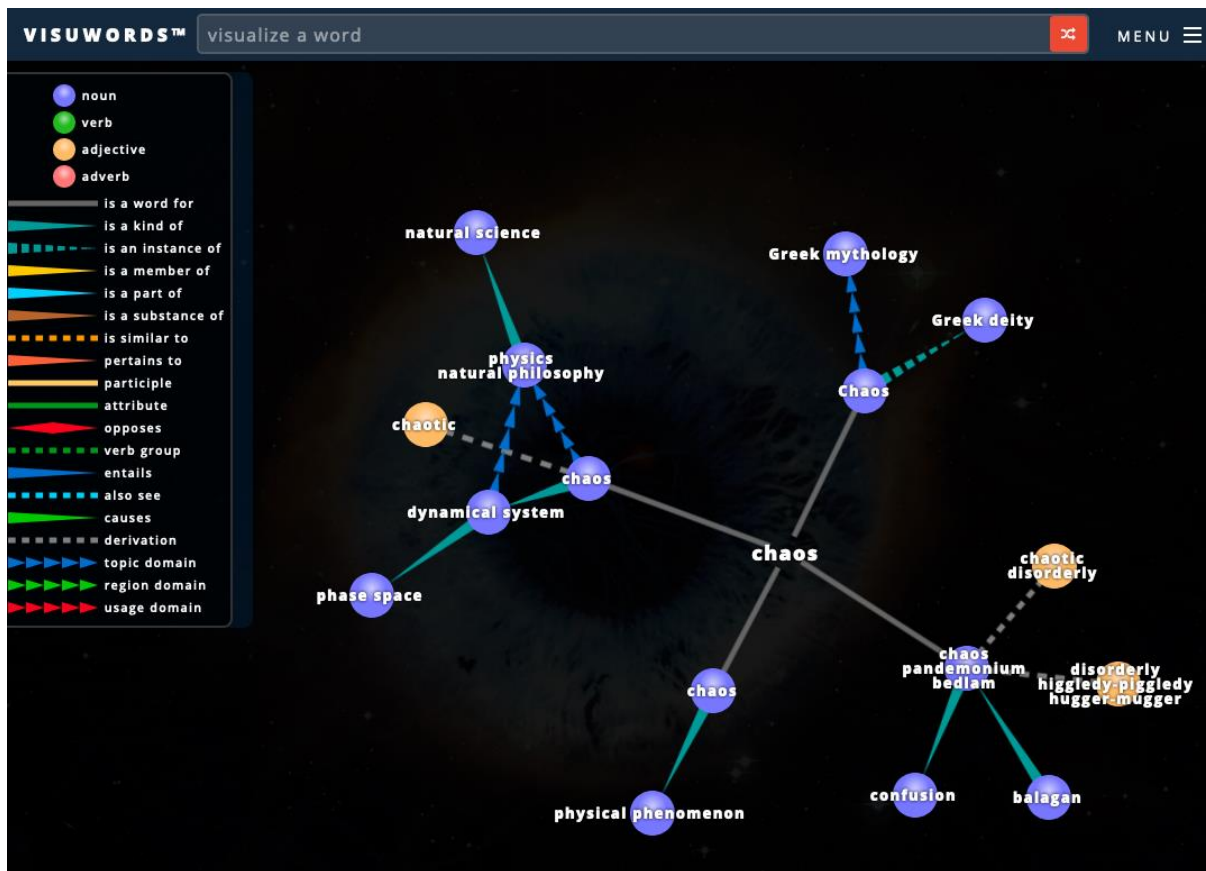 VISUWORDS™
visualize a word
MENU
noun
verb
adjective
adverb
is a word for
is a kind of
is an instance of
is a member of
is a part of
is a substance of
is similar to
pertains to
participle
attribute
opposes
verb group
entails
also see
causes
derivation
topic domain
region domain
usage domain
natural science
Greek mythology
Greek deity
physics
natural philosophy
Chaos
chaotic
chaos
dynamical system
chaos
phase space
chaotic
disorderly
chaos
pandemonium
bedlam
disorderly
higgledy-piggledy
hugger-mugger
chaos
physical phenomenon
confusion
balagan